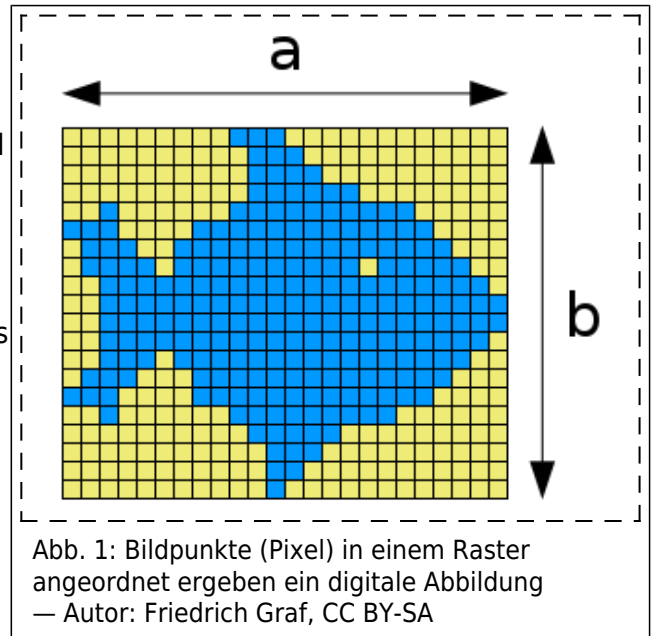 a
b
Abb. 1: Bildpunkte (Pixel) in einem Raster
angeordnet ergeben ein digitale Abbildung
— Autor: Friedrich Graf, CC BY-SA